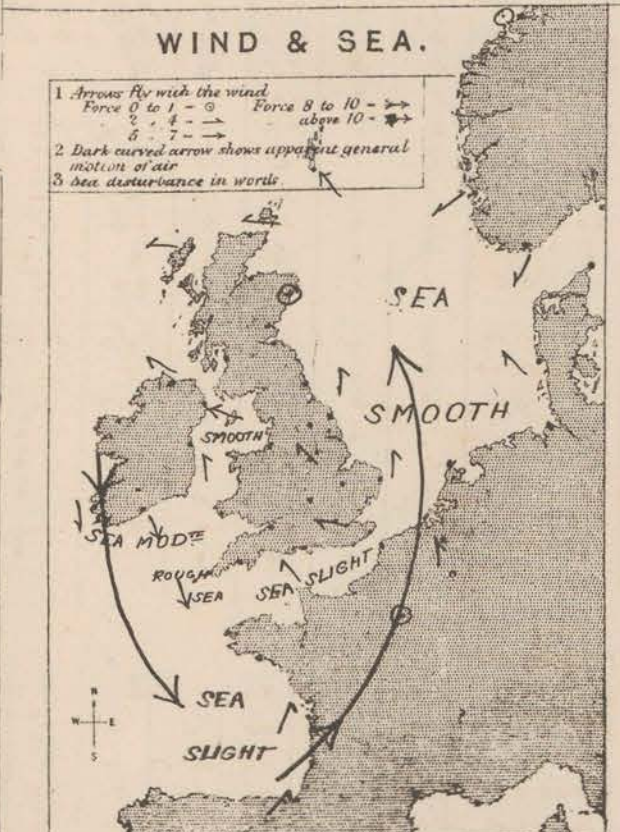 WIND & SEA.
1 Arrows fly with the wind
Force 0 to 1 - ⊙ Force 8 to 10 - ➳
" 2 , 4 - ⇀ above 10 -
5 - 7 - →
2 Dark curved arrow shows apparent general
motion of air
3 Sea disturbance in words.
SEA
SMOOTH
SMOOTH
SEA MODTE
ROUGH
SEA
SEA SLIGHT
SEA
SLIGHT
N
W E
S